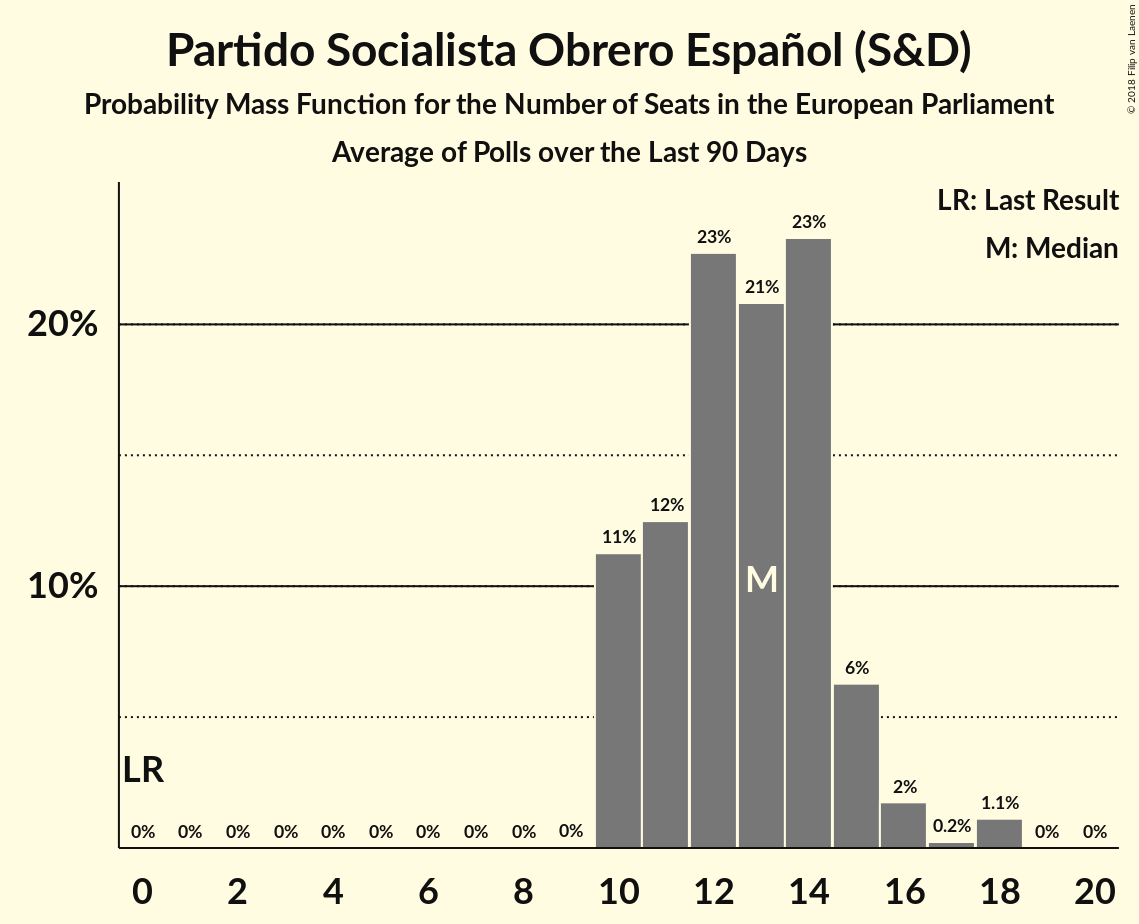 Partido Socialista Obrero Español (S&D)
Probability Mass Function for the Number of Seats in the European Parliament
Average of Polls over the Last 90 Days
© 2018 Filip van Laenen
LR: Last Result
M: Median
23% 23%
21%
20%
12%
11%
10%
M
6%
LR
2%
1.1%
0.2%
0% 0% 0% 0% 0% 0% 0% 0% 0% 0% 0% 0%
0 2 4 6 8 10 12 14 16 18 20